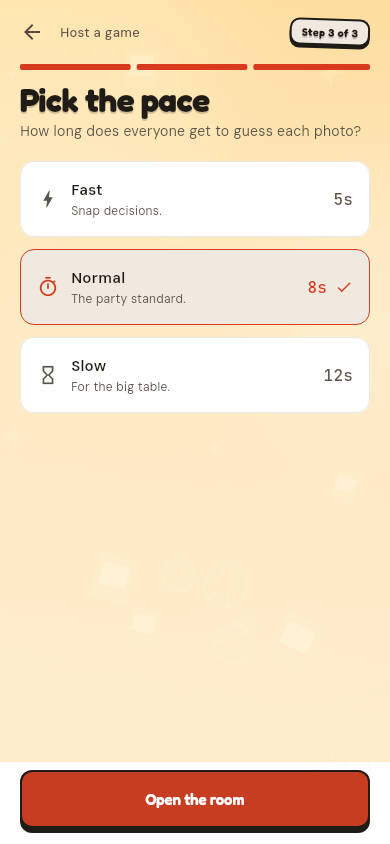 Host a game
Step 3 of 3
Pick the pace
How long does everyone get to guess each photo?
Fast
Snap decisions.
5s
Normal
The party standard.
8s
Slow
For the big table.
12s
Open the room